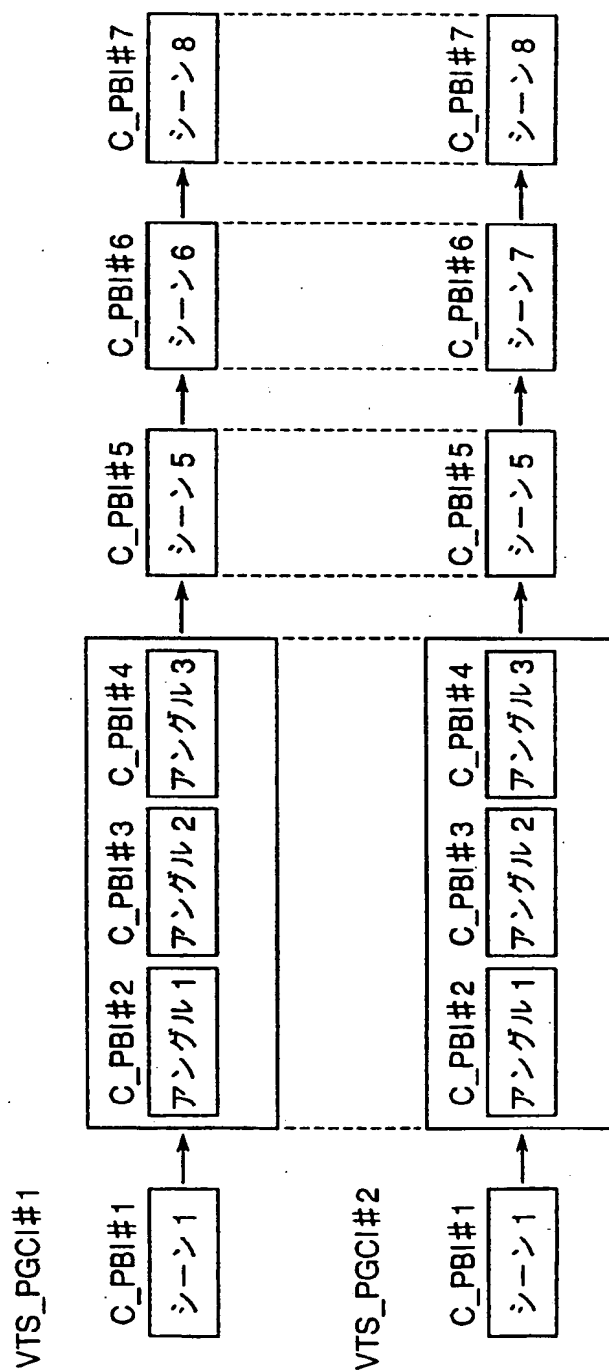 VTS_PGCI#1
C_PBI#1
シーン1
C_PBI#2
アングル1
C_PBI#3
アングル2
C_PBI#4
アングル3
C_PBI#5
シーン5
C_PBI#6
シーン6
C_PBI#7
シーン8
VTS_PGCI#2
C_PBI#1
シーン1
C_PBI#2
アングル1
C_PBI#3
アングル2
C_PBI#4
アングル3
C_PBI#5
シーン5
C_PBI#6
シーン7
C_PBI#7
シーン8